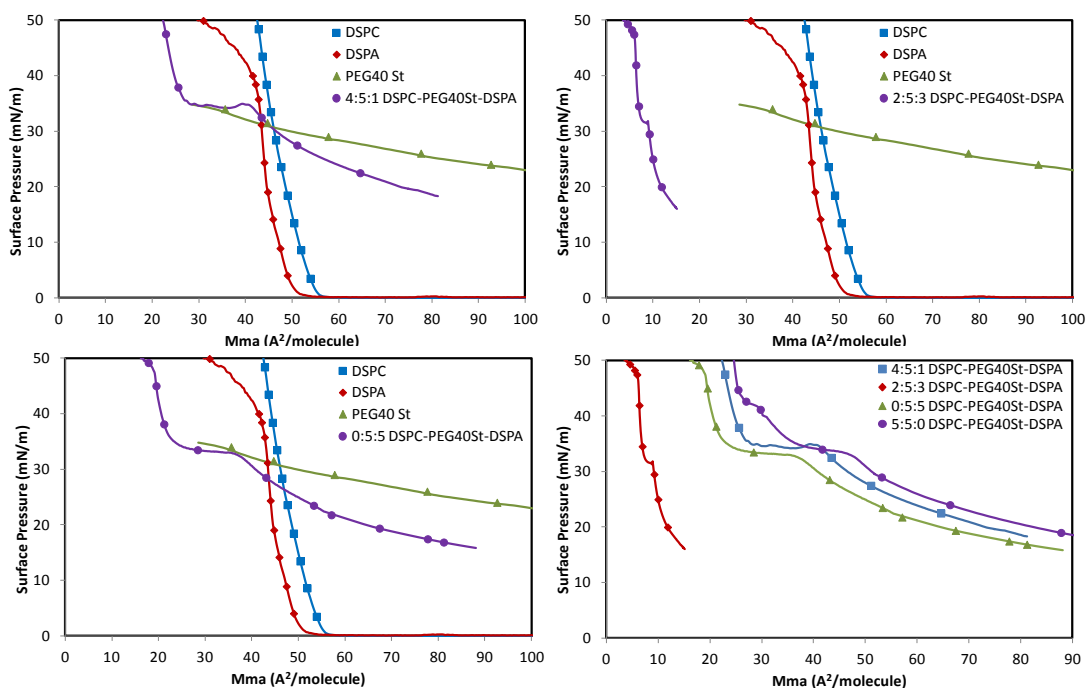 50
40
30
20
10
0
Surface Pressure (mN/m)
DSPC
DSPA
PEG40 St
4:5:1 DSPC-PEG40St-DSPA
0 10 20 30 40 50 60 70 80 90 100
Mma (A²/molecule)
50
40
30
20
10
0
Surface Pressure (mN/m)
DSPC
DSPA
PEG40 St
2:5:3 DSPC-PEG40St-DSPA
0 10 20 30 40 50 60 70 80 90 100
Mma (A²/molecule)
50
40
30
20
10
0
Surface Pressure (mN/m)
DSPC
DSPA
PEG40 St
0:5:5 DSPC-PEG40St-DSPA
0 10 20 30 40 50 60 70 80 90 100
Mma (A²/molecule)
50
40
30
20
10
0
Surface Pressure (mN/m)
4:5:1 DSPC-PEG40St-DSPA
2:5:3 DSPC-PEG40St-DSPA
0:5:5 DSPC-PEG40St-DSPA
5:5:0 DSPC-PEG40St-DSPA
0 10 20 30 40 50 60 70 80 90
Mma (A²/molecule)